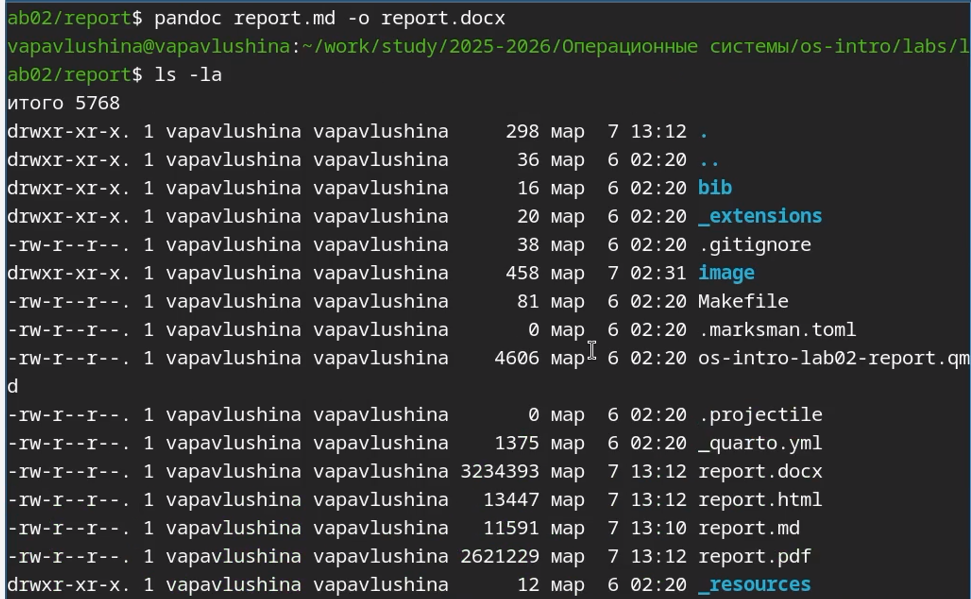 ab02/report$ pandoc report.md -o report.docx
vapavlushina@vapavlushina:~/work/study/2025-2026/Операционные системы/os-intro/labs/l
ab02/report$ ls -la
итого 5768
drwxr-xr-x. 1 vapavlushina vapavlushina     298 мар  7 13:12 .
drwxr-xr-x. 1 vapavlushina vapavlushina      36 мар  6 02:20 ..
drwxr-xr-x. 1 vapavlushina vapavlushina      16 мар  6 02:20 bib
drwxr-xr-x. 1 vapavlushina vapavlushina      20 мар  6 02:20 _extensions
-rw-r--r--. 1 vapavlushina vapavlushina      38 мар  6 02:20 .gitignore
drwxr-xr-x. 1 vapavlushina vapavlushina     458 мар  7 02:31 image
-rw-r--r--. 1 vapavlushina vapavlushina      81 мар  6 02:20 Makefile
-rw-r--r--. 1 vapavlushina vapavlushina       0 мар  6 02:20 .marksman.toml
-rw-r--r--. 1 vapavlushina vapavlushina    4606 мар  6 02:20 os-intro-lab02-report.qm
d
-rw-r--r--. 1 vapavlushina vapavlushina       0 мар  6 02:20 .projectile
-rw-r--r--. 1 vapavlushina vapavlushina    1375 мар  6 02:20 _quarto.yml
-rw-r--r--. 1 vapavlushina vapavlushina 3234393 мар  7 13:12 report.docx
-rw-r--r--. 1 vapavlushina vapavlushina   13447 мар  7 13:12 report.html
-rw-r--r--. 1 vapavlushina vapavlushina   11591 мар  7 13:10 report.md
-rw-r--r--. 1 vapavlushina vapavlushina 2621229 мар  7 13:12 report.pdf
drwxr-xr-x. 1 vapavlushina vapavlushina      12 мар  6 02:20 _resources